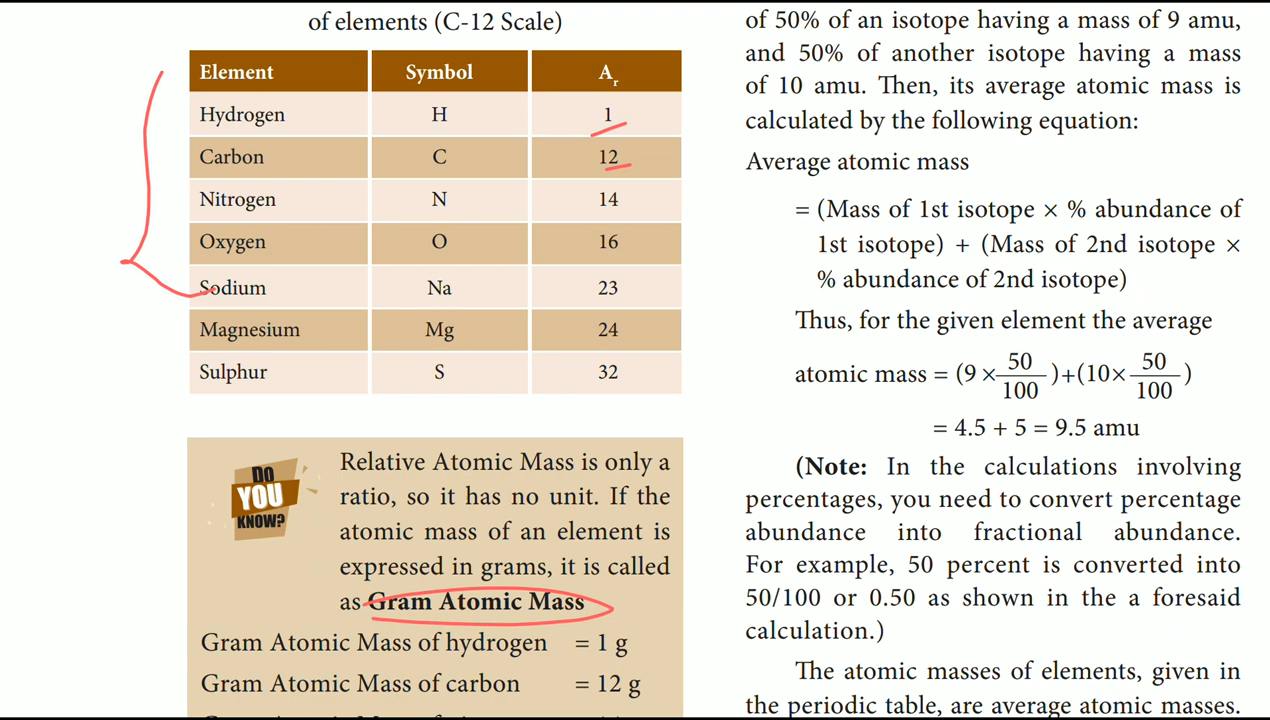 of elements (C-12 Scale)
Element Symbol Ar
Hydrogen H 1
Carbon C 12
Nitrogen N 14
Oxygen O 16
Sodium Na 23
Magnesium Mg 24
Sulphur S 32
DO
YOU
KNOW?
Relative Atomic Mass is only a
ratio, so it has no unit. If the
atomic mass of an element is
expressed in grams, it is called
as Gram Atomic Mass
Gram Atomic Mass of hydrogen = 1 g
Gram Atomic Mass of carbon = 12 g
of 50% of an isotope having a mass of 9 amu,
and 50% of another isotope having a mass
of 10 amu. Then, its average atomic mass is
calculated by the following equation:
Average atomic mass
= (Mass of 1st isotope × % abundance of
1st isotope) + (Mass of 2nd isotope ×
% abundance of 2nd isotope)
Thus, for the given element the average
atomic mass = (9 × 50/100 )+(10× 50/100 )
= 4.5 + 5 = 9.5 amu
(Note: In the calculations involving
percentages, you need to convert percentage
abundance into fractional abundance.
For example, 50 percent is converted into
50/100 or 0.50 as shown in the a foresaid
calculation.)
The atomic masses of elements, given in
the periodic table, are average atomic masses.